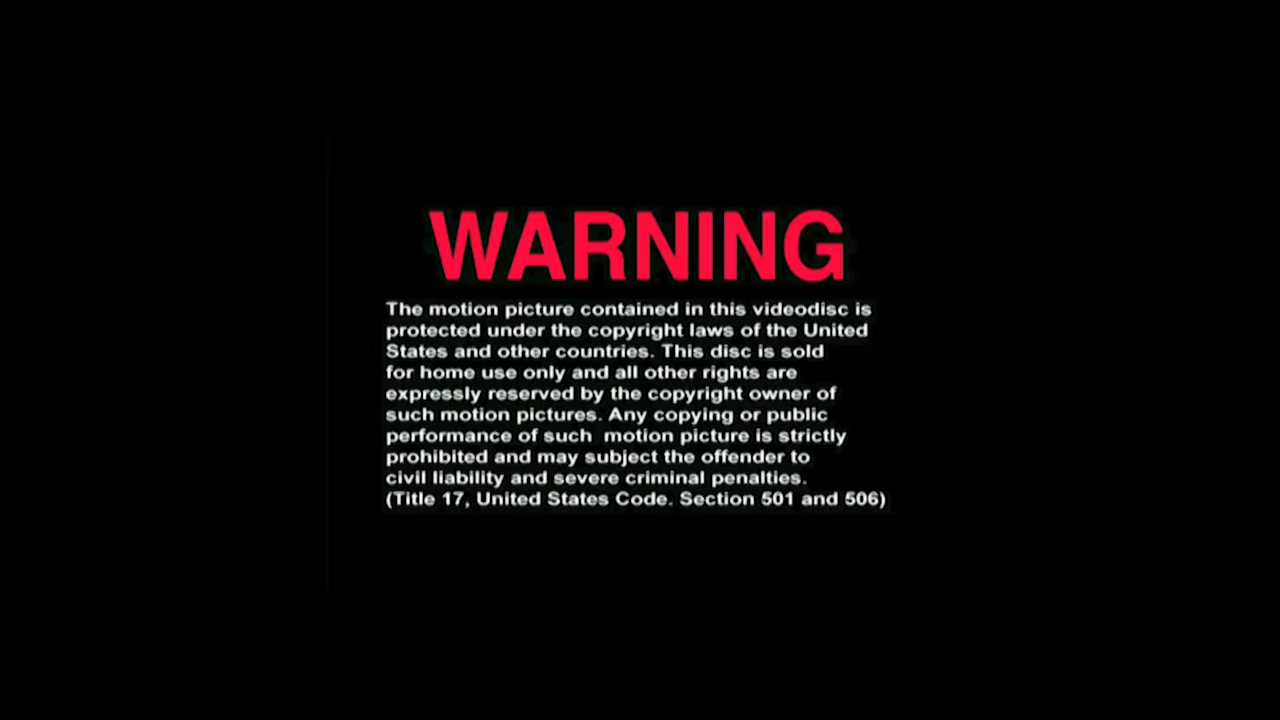 WARNING
The motion picture contained in this videodisc is
protected under the copyright laws of the United
States and other countries. This disc is sold
for home use only and all other rights are
expressly reserved by the copyright owner of
such motion pictures. Any copying or public
performance of such  motion picture is strictly
prohibited and may subject the offender to
civil liability and severe criminal penalties.
(Title 17, United States Code. Section 501 and 506)